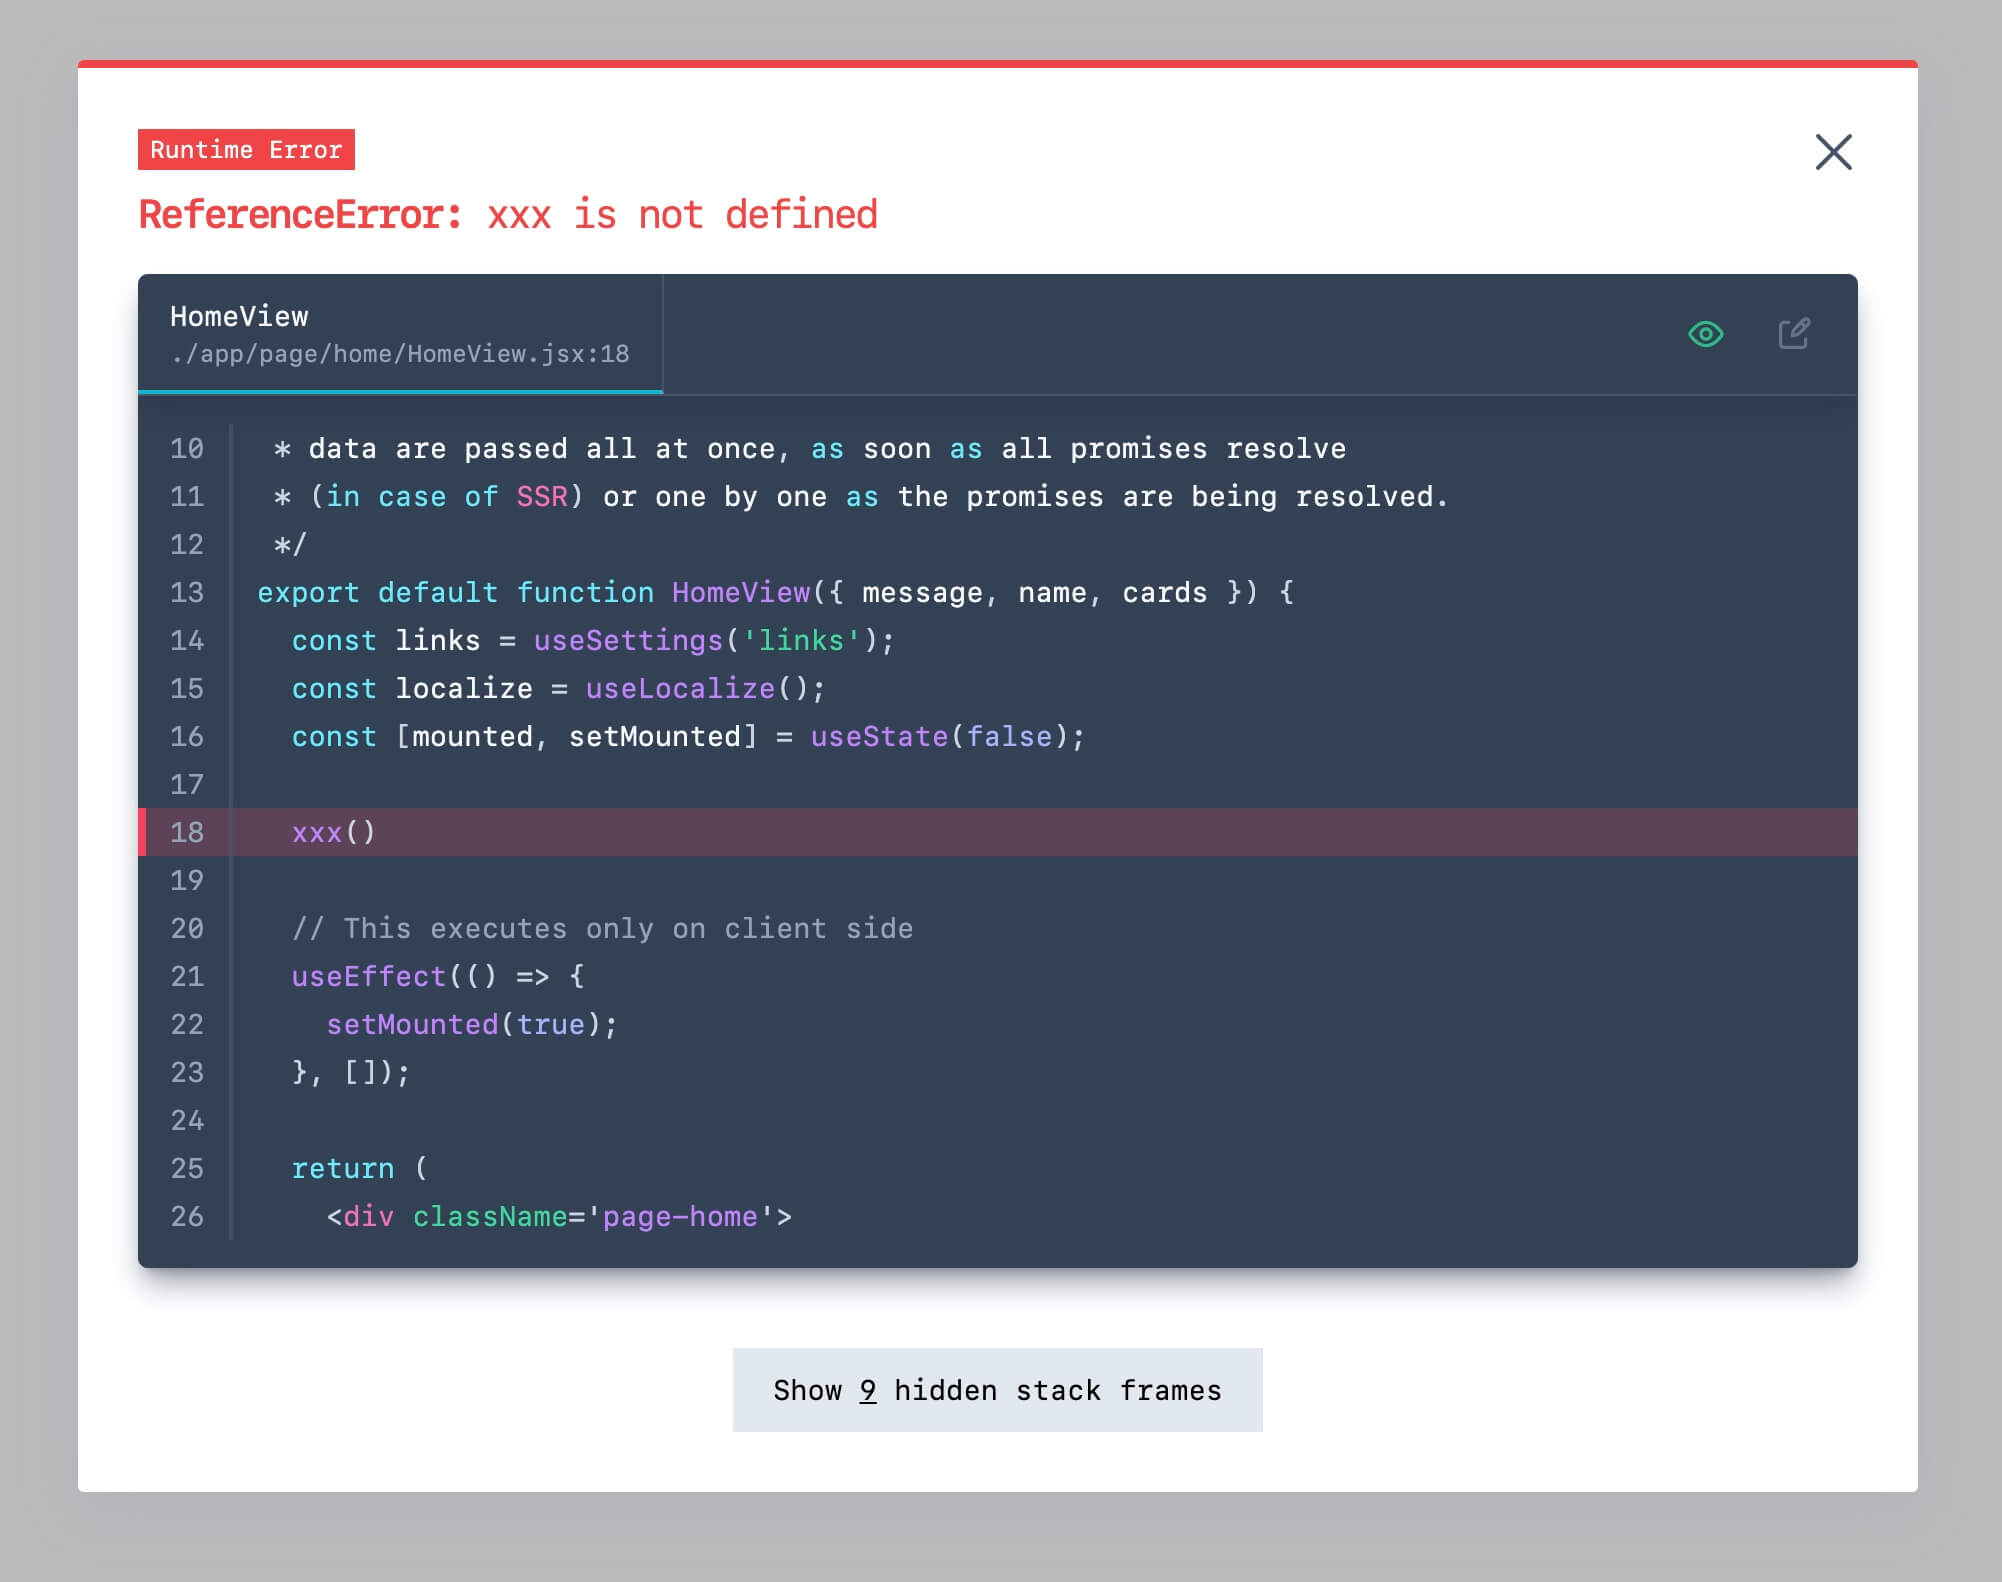 Runtime Error
ReferenceError: xxx is not defined
HomeView
./app/page/home/HomeView.jsx:18
10  * data are passed all at once, as soon as all promises resolve
11  * (in case of SSR) or one by one as the promises are being resolved.
12  */
13 export default function HomeView({ message, name, cards }) {
14   const links = useSettings('links');
15   const localize = useLocalize();
16   const [mounted, setMounted] = useState(false);
17
18   xxx()
19
20   // This executes only on client side
21   useEffect(() => {
22     setMounted(true);
23   }, []);
24
25   return (
26     <div className='page-home'>
Show 9 hidden stack frames